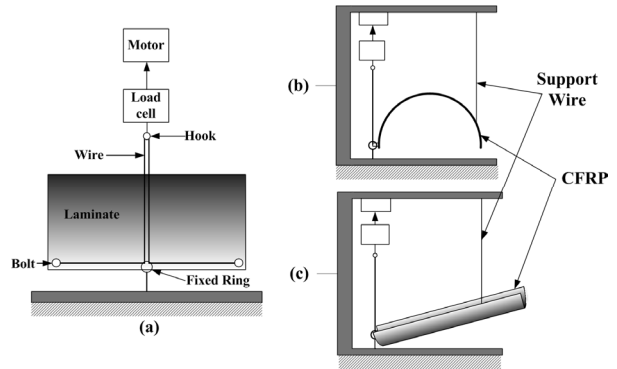 Motor
Load
cell
Hook
Wire
Laminate
Bolt
Fixed Ring
(a)
(b)
Support
Wire
CFRP
(c)